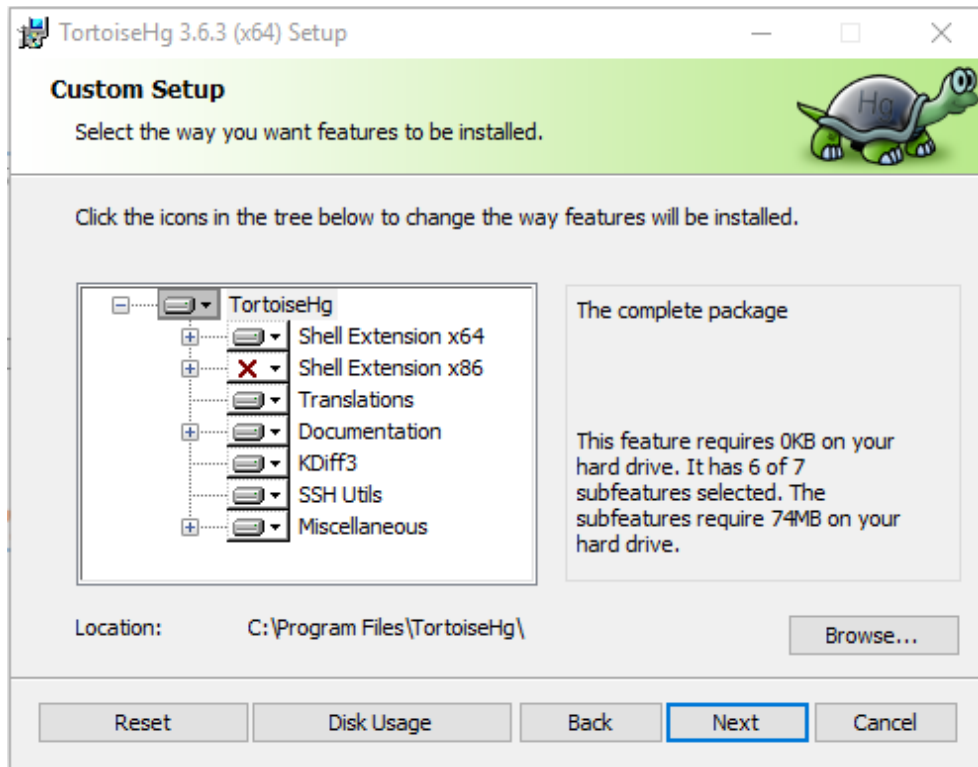 TortoiseHg 3.6.3 (x64) Setup
Custom Setup
Select the way you want features to be installed.
Hg
Click the icons in the tree below to change the way features will be installed.
TortoiseHg
Shell Extension x64
Shell Extension x86
Translations
Documentation
KDiff3
SSH Utils
Miscellaneous
The complete package
This feature requires 0KB on your
hard drive. It has 6 of 7
subfeatures selected. The
subfeatures require 74MB on your
hard drive.
Location: C:\Program Files\TortoiseHg\
Browse...
Reset Disk Usage Back Next Cancel